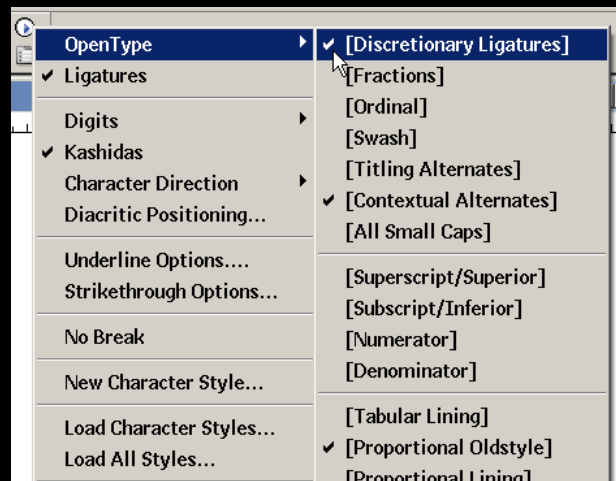 OpenType
Ligatures
Digits
Kashidas
Character Direction
Diacritic Positioning...
Underline Options....
Strikethrough Options...
No Break
New Character Style...
Load Character Styles...
Load All Styles...
[Discretionary Ligatures]
[Fractions]
[Ordinal]
[Swash]
[Titling Alternates]
[Contextual Alternates]
[All Small Caps]
[Superscript/Superior]
[Subscript/Inferior]
[Numerator]
[Denominator]
[Tabular Lining]
[Proportional Oldstyle]
[Proportional Lining]